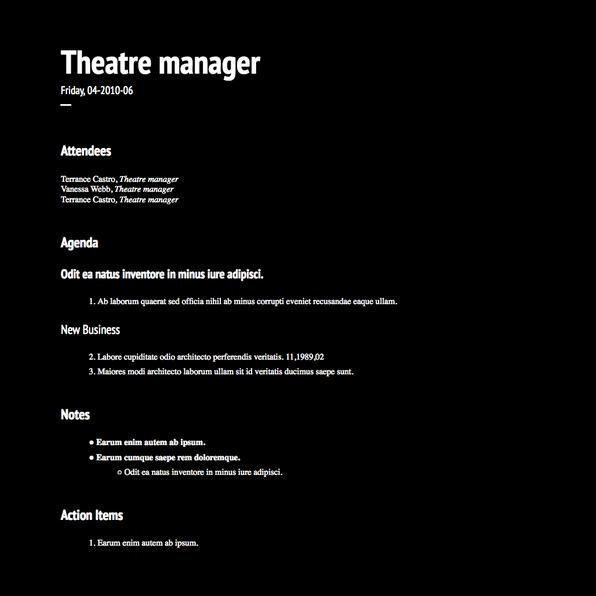 Theatre manager
Friday, 04-2010-06
Attendees
Terrance Castro, Theatre manager
Vanessa Webb, Theatre manager
Terrance Castro, Theatre manager
Agenda
Odit ea natus inventore in minus iure adipisci.
1. Ab laborum quaerat sed officia nihil ab minus corrupti eveniet recusandae eaque ullam.
New Business
2. Labore cupiditate odio architecto perferendis veritatis. 11,1989,02
3. Maiores modi architecto laborum ullam sit id veritatis ducimus saepe sunt.
Notes
● Earum enim autem ab ipsum.
● Earum cumque saepe rem doloremque.
○ Odit ea natus inventore in minus iure adipisci.
Action Items
1. Earum enim autem ab ipsum.